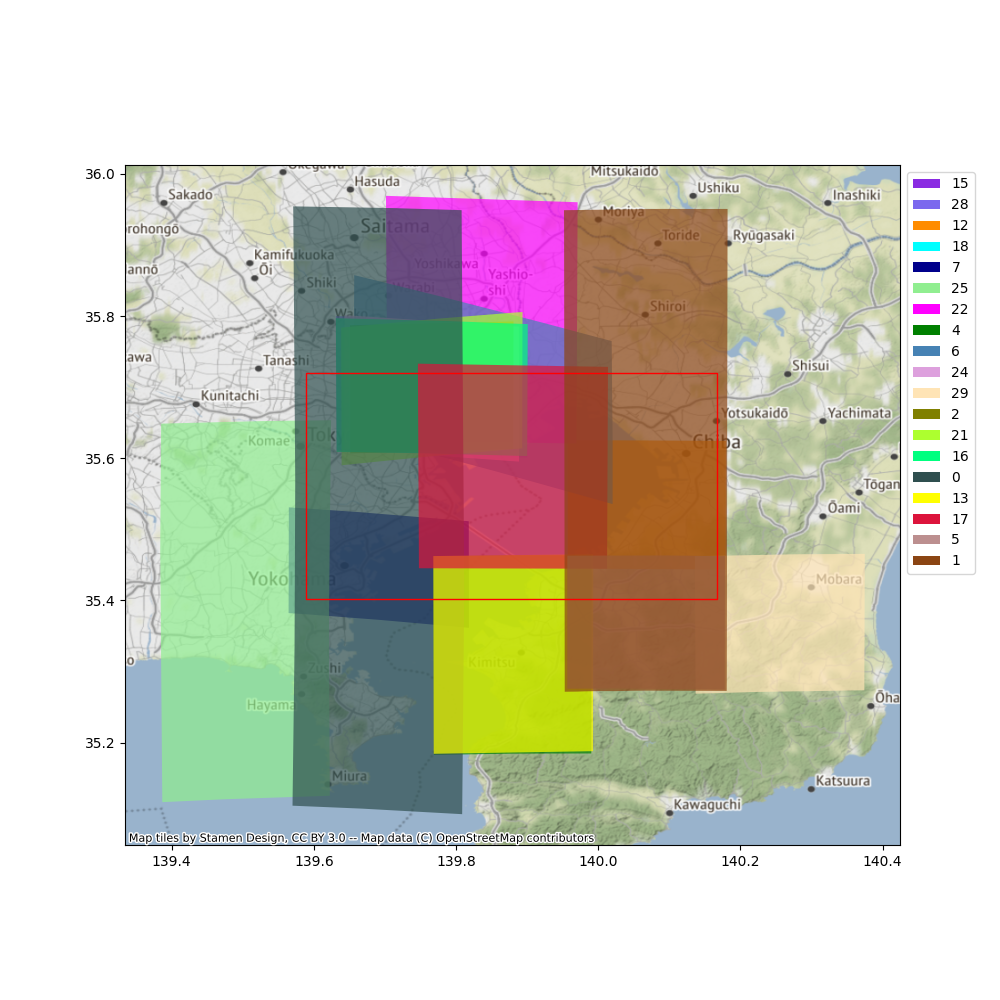 36.0
35.8
35.6
35.4
35.2
139.4
139.6
139.8
140.0
140.2
140.4
Hasuda
Mitsukaidō
Sakado
Ushiku
Inashiki
Moriya
Saitama
Toride
Ryūgasaki
Kamifukuoka
Ōi
Yoshikawa
Yashio-
shi
Warabi
Shiki
Shiroi
Wako
Tanashi
Shisui
Kunitachi
Yotsukaidō
Yachimata
Komae
Tok
Chiba
Tōgan
Ōami
Yokohama
Mobara
Kimitsu
Zushi
Hayama
Ōha
Miura
Katsuura
Kawaguchi
Map tiles by Stamen Design, CC BY 3.0 -- Map data (C) OpenStreetMap contributors
15
28
12
18
7
25
22
4
6
24
29
2
21
16
0
13
17
5
1